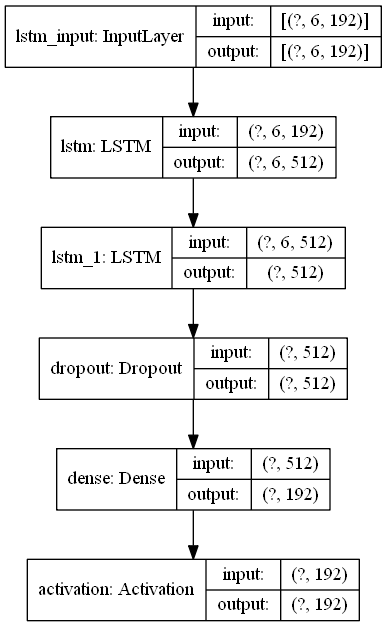 lstm_input: InputLayer input: [(?, 6, 192)]
output: [(?, 6, 192)]
lstm: LSTM input: (?, 6, 192)
output: (?, 6, 512)
lstm_1: LSTM input: (?, 6, 512)
output: (?, 512)
dropout: Dropout input: (?, 512)
output: (?, 512)
dense: Dense input: (?, 512)
output: (?, 192)
activation: Activation input: (?, 192)
output: (?, 192)